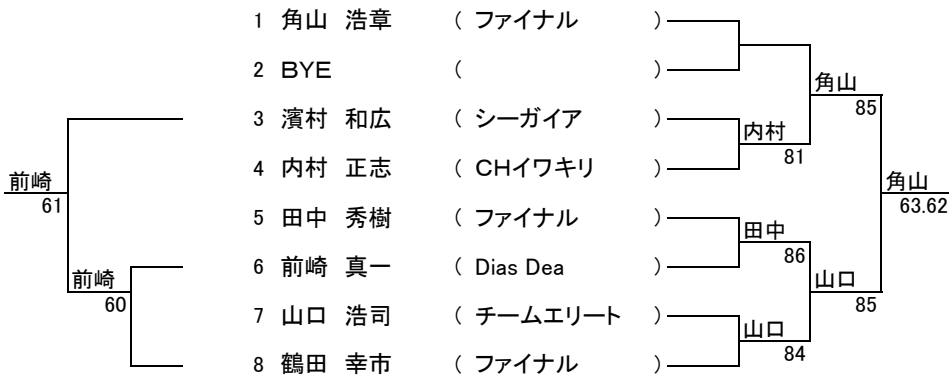 1 角山 浩章 ( ファイナル )
2 BYE ( )
角山
85
3 濱村 和広 ( シーガイア )
内村
81
4 内村 正志 ( CHイワキリ )
前崎
61
角山
63.62
5 田中 秀樹 ( ファイナル )
田中
86
6 前崎 真一 ( Dias Dea )
前崎
60
山口
85
7 山口 浩司 ( チームエリート )
山口
84
8 鶴田 幸市 ( ファイナル )